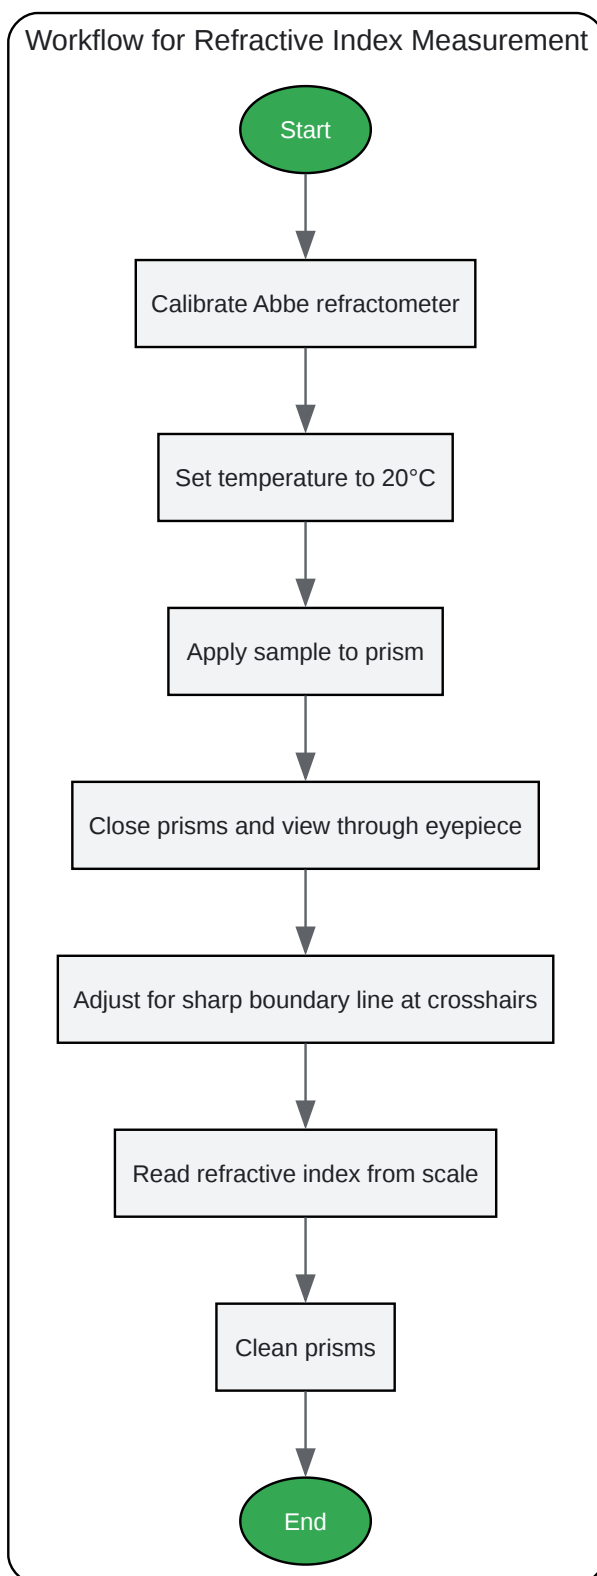 Workflow for Refractive Index Measurement
Start
Calibrate Abbe refractometer
Set temperature to 20°C
Apply sample to prism
Close prisms and view through eyepiece
Adjust for sharp boundary line at crosshairs
Read refractive index from scale
Clean prisms
End